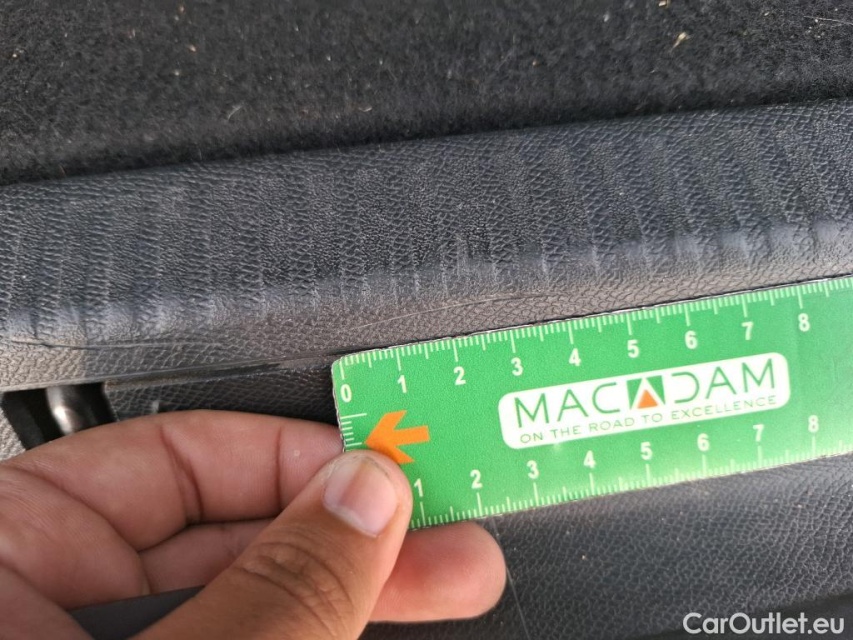 0 1 2 3 4 5 6 7 8
MACADAM
ON THE ROAD TO EXCELLENCE
1 2 3 4 5 6 7 8
CarOutlet.eu